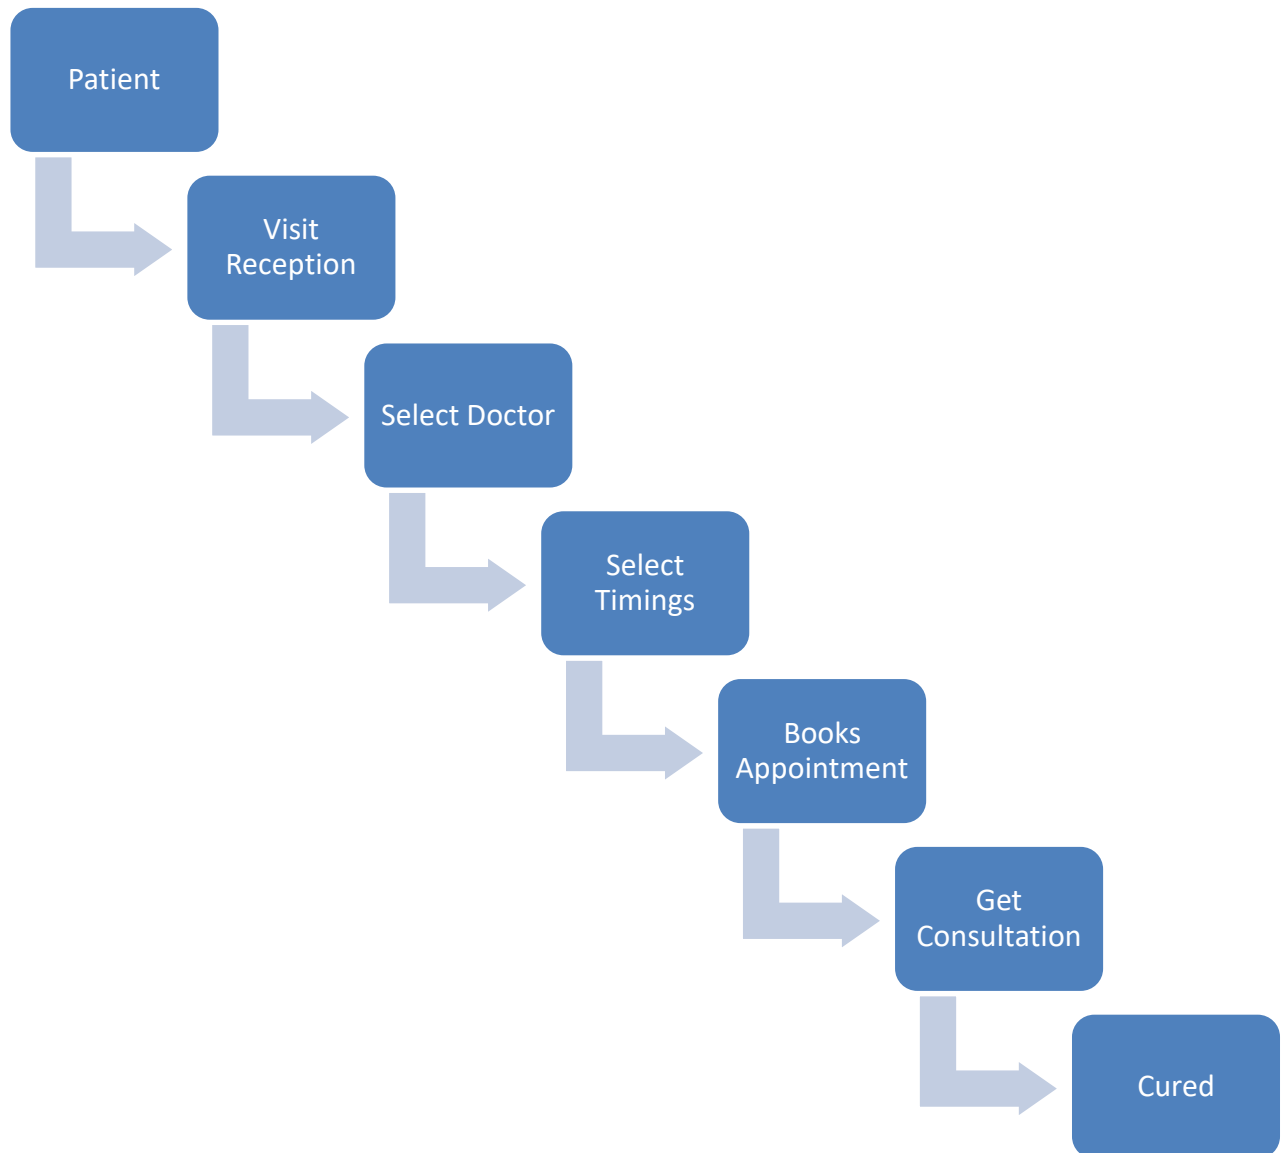 Patient
Visit
Reception
Select Doctor
Select
Timings
Books
Appointment
Get
Consultation
Cured